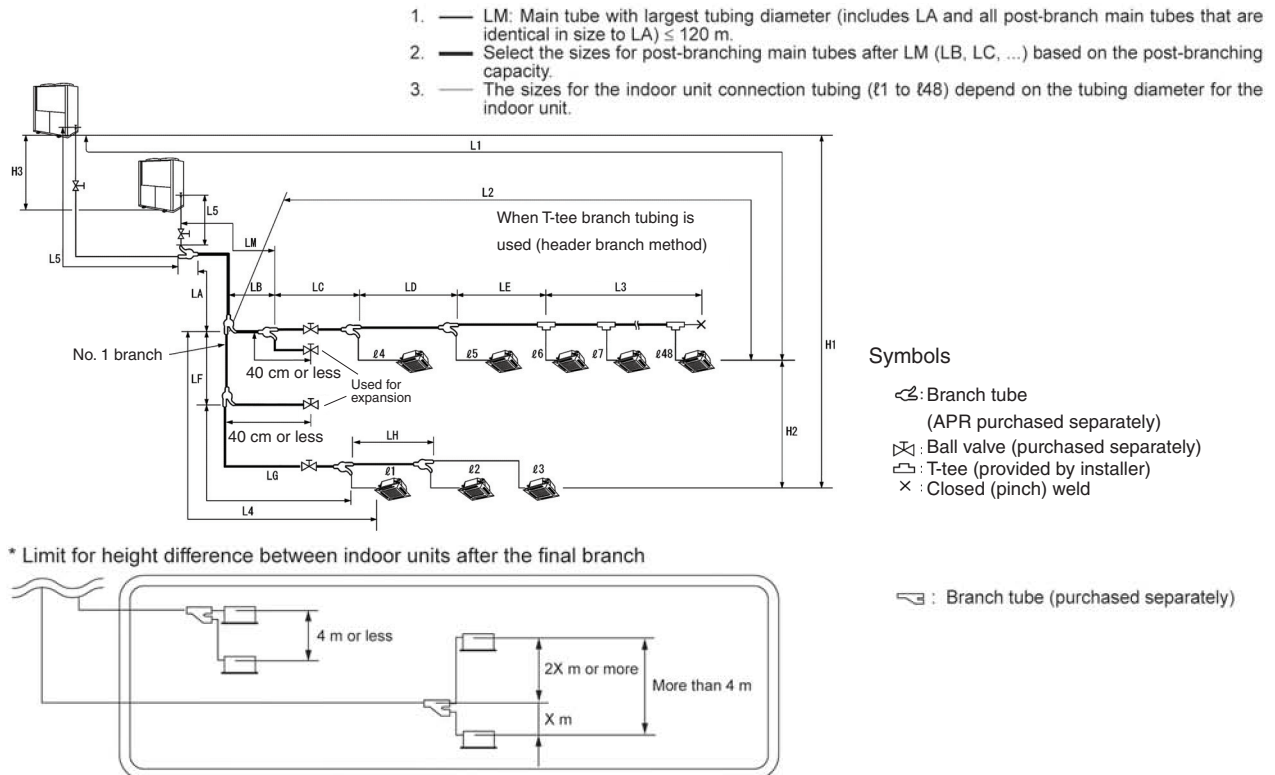 1. LM: Main tube with largest tubing diameter (includes LA and all post-branch main tubes that are
identical in size to LA) ≤ 120 m.
2. Select the sizes for post-branching main tubes after LM (LB, LC, ...) based on the post-branching
capacity.
3. The sizes for the indoor unit connection tubing (ℓ1 to ℓ48) depend on the tubing diameter for the
indoor unit.
L1
H3
L2
L5
When T-tee branch tubing is
used (header branch method)
LM
L5
LA
LB
LC
LD
LE
L3
H1
No. 1 branch
40 cm or less
ℓ4
ℓ5
ℓ6
ℓ7
ℓ48
LF
Used for
expansion
40 cm or less
LH
H2
LG
ℓ1
ℓ2
ℓ3
L4
Symbols
: Branch tube
(APR purchased separately)
: Ball valve (purchased separately)
: T-tee (provided by installer)
: Closed (pinch) weld
* Limit for height difference between indoor units after the final branch
4 m or less
2X m or more
More than 4 m
X m
: Branch tube (purchased separately)